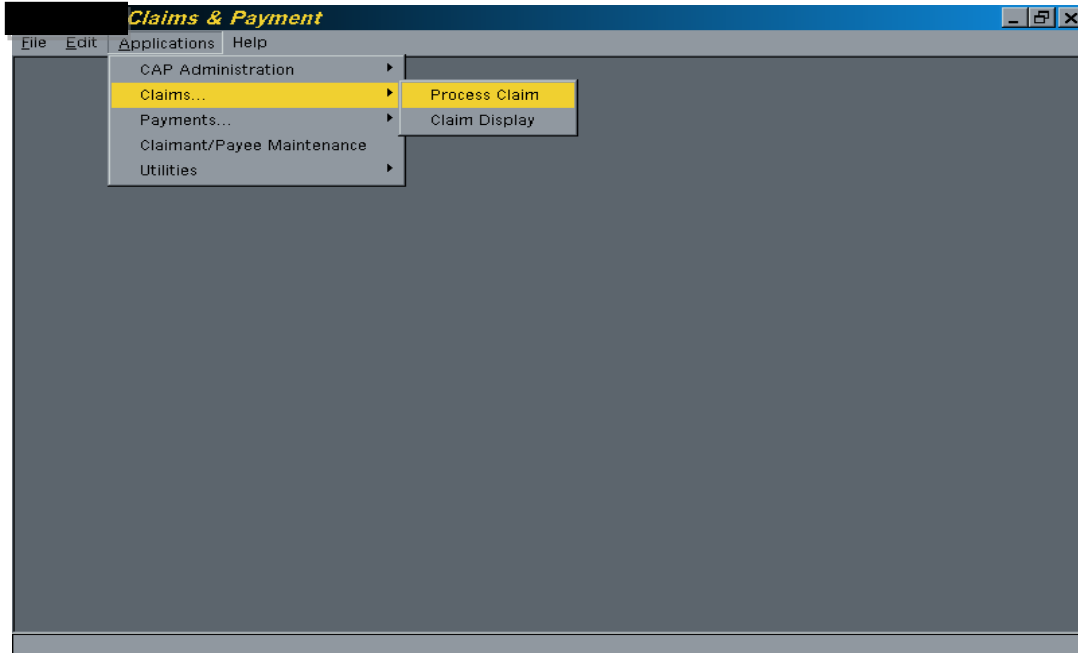 Claims & Payment
File Edit Applications Help
CAP Administration
Claims...
Process Claim
Payments...
Claim Display
Claimant/Payee Maintenance
Utilities